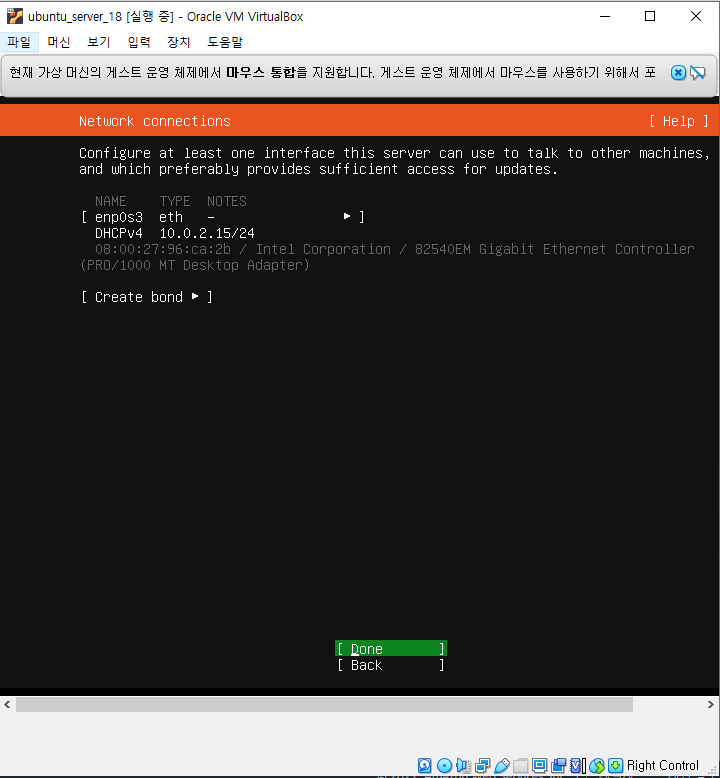 ubuntu_server_18 [실행 중] - Oracle VM VirtualBox
파일 머신 보기 입력 장치 도움말
현재 가상 머신의 게스트 운영 체제에서 마우스 통합을 지원합니다. 게스트 운영 체제에서 마우스를 사용하기 위해서 포
Network connections [ Help ]
Configure at least one interface this server can use to talk to other machines,
and which preferably provides sufficient access for updates.
NAME TYPE NOTES
[ enp0s3 eth - ▸ ]
DHCPv4 10.0.2.15/24
08:00:27:96:ca:2b / Intel Corporation / 82540EM Gigabit Ethernet Controller
(PRO/1000 MT Desktop Adapter)
[ Create bond ▸ ]
[ Done ]
[ Back ]
Right Control